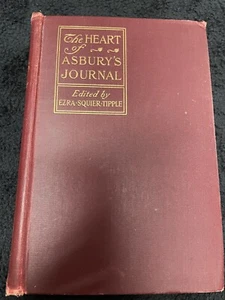 The HEART
of
ASBURY'S
JOURNAL
Edited by
EZRA·SQUIER·TIPPLE